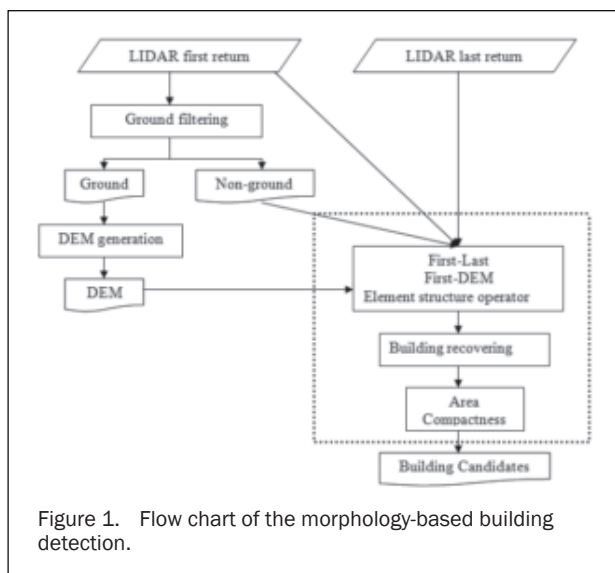 LIDAR first return
LIDAR last return
Ground filtering
Ground
Non-ground
DEM generation
DEM
First-Last
First-DEM
Element structure operator
Building recovering
Area
Compactness
Building Candidates
Figure 1. Flow chart of the morphology-based building
detection.